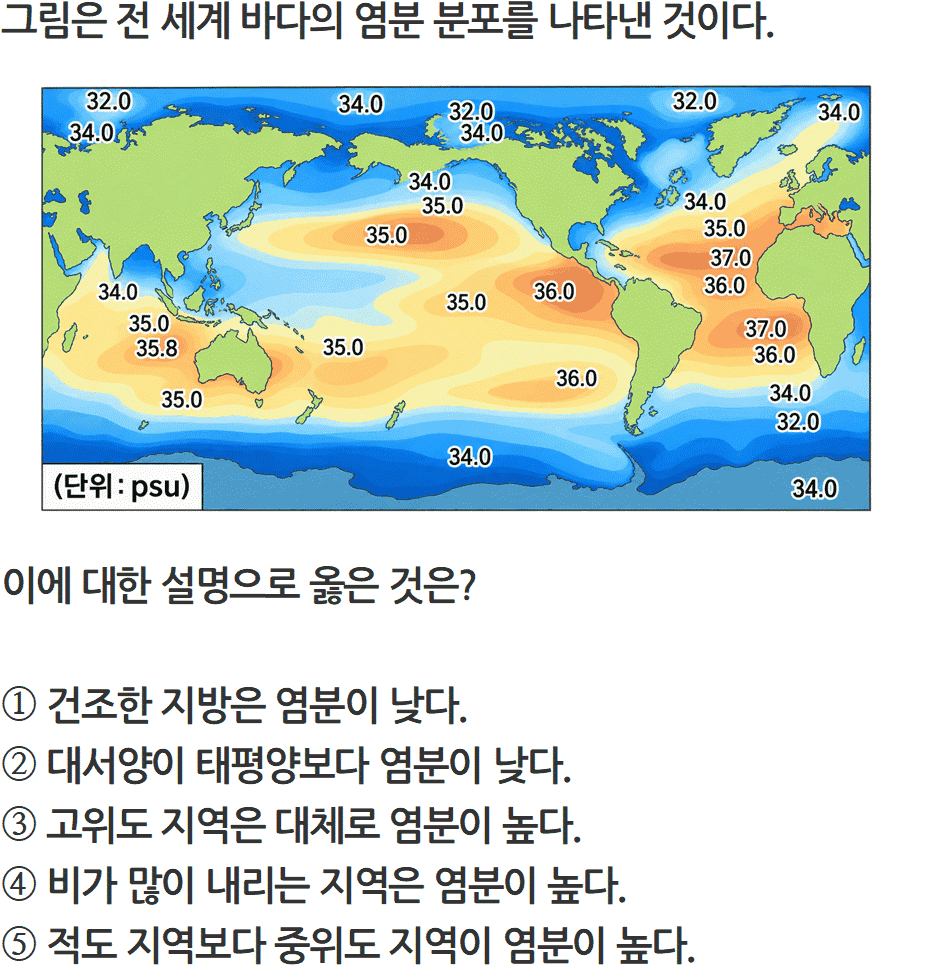 그림은 전 세계 바다의 염분 분포를 나타낸 것이다.
32.0 34.0 32.0 32.0 34.0
34.0 34.0
34.0 34.0
35.0 35.0
35.0 37.0
34.0 35.0 36.0 36.0
35.0 37.0
35.8 35.0 36.0
35.0 36.0 34.0
32.0
34.0
(단위 : psu) 34.0
이에 대한 설명으로 옳은 것은?
① 건조한 지방은 염분이 낮다.
② 대서양이 태평양보다 염분이 낮다.
③ 고위도 지역은 대체로 염분이 높다.
④ 비가 많이 내리는 지역은 염분이 높다.
⑤ 적도 지역보다 중위도 지역이 염분이 높다.